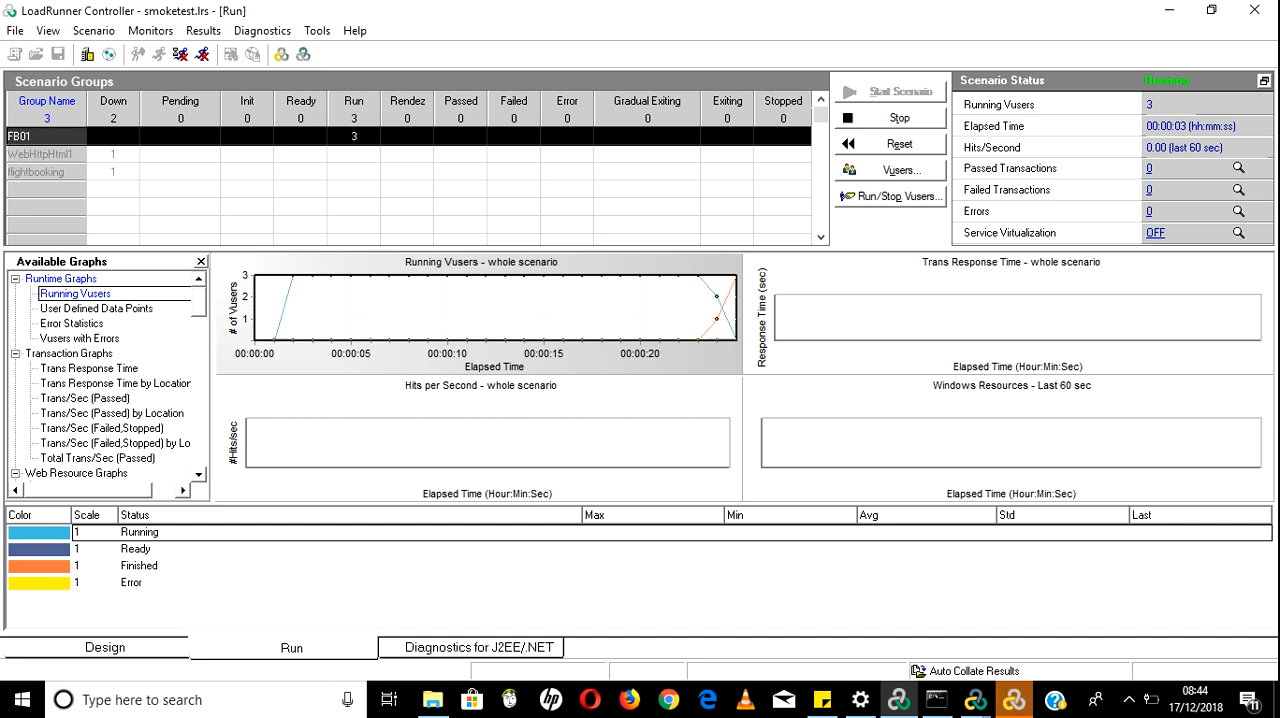 LoadRunner Controller - smoketest.lrs - [Run]
File View Scenario Monitors Results Diagnostics Tools Help
Scenario Groups
Group Name Down Pending Init Ready Run Rendez Passed Failed Error Gradual Exiting Exiting Stopped
3 2 0 0 0 3 0 0 0 0 0 0 0
FB01 3
WebHttpHtml1 1
flightbooking 1
Start Scenario
Stop
Reset
Vusers...
Run/Stop Vusers...
Scenario Status Running
Running Vusers 3
Elapsed Time 00:00:03 (hh:mm:ss)
Hits/Second 0.00 (last 60 sec)
Passed Transactions 0
Failed Transactions 0
Errors 0
Service Virtualization OFF
Available Graphs
Runtime Graphs
Running Vusers
User Defined Data Points
Error Statistics
Vusers with Errors
Transaction Graphs
Trans Response Time
Trans Response Time by Location
Trans/Sec (Passed)
Trans/Sec (Passed) by Location
Trans/Sec (Failed,Stopped)
Trans/Sec (Failed,Stopped) by Lo
Total Trans/Sec (Passed)
Web Resource Graphs
Running Vusers - whole scenario
# of Vusers
3
2
1
00:00:00 00:00:05 00:00:10 00:00:15 00:00:20
Elapsed Time
Trans Response Time - whole scenario
Response Time (sec)
Elapsed Time (Hour:Min:Sec)
Hits per Second - whole scenario
#Hits/sec
Elapsed Time (Hour:Min:Sec)
Windows Resources - Last 60 sec
Elapsed Time (Hour:Min:Sec)
Color Scale Status Max Min Avg Std Last
1 Running
1 Ready
1 Finished
1 Error
Design Run Diagnostics for J2EE/.NET
Auto Collate Results
Type here to search
hp
08:44
17/12/2018
11